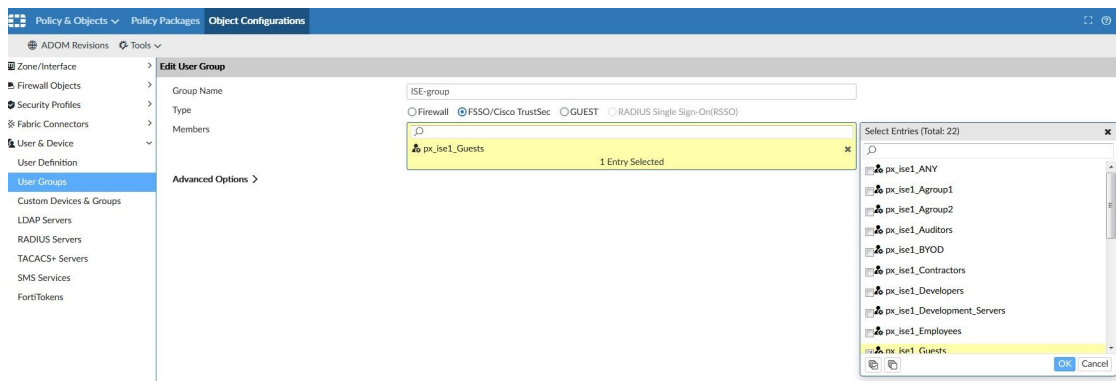 Policy & Objects Policy Packages Object Configurations
ADOM Revisions Tools
Zone/Interface
Firewall Objects
Security Profiles
Fabric Connectors
User & Device
User Definition
User Groups
Custom Devices & Groups
LDAP Servers
RADIUS Servers
TACACS+ Servers
SMS Services
FortiTokens
Edit User Group
Group Name ISE-group
Type Firewall FSSO/Cisco TrustSec GUEST RADIUS Single Sign-On(RSSO)
Members
px_ise1_Guests
1 Entry Selected
Advanced Options >
Select Entries (Total: 22)
px_ise1_ANY
px_ise1_Agroup1
px_ise1_Agroup2
px_ise1_Auditors
px_ise1_BYOD
px_ise1_Contractors
px_ise1_Developers
px_ise1_Development_Servers
px_ise1_Employees
px_ise1_Guests
OK Cancel